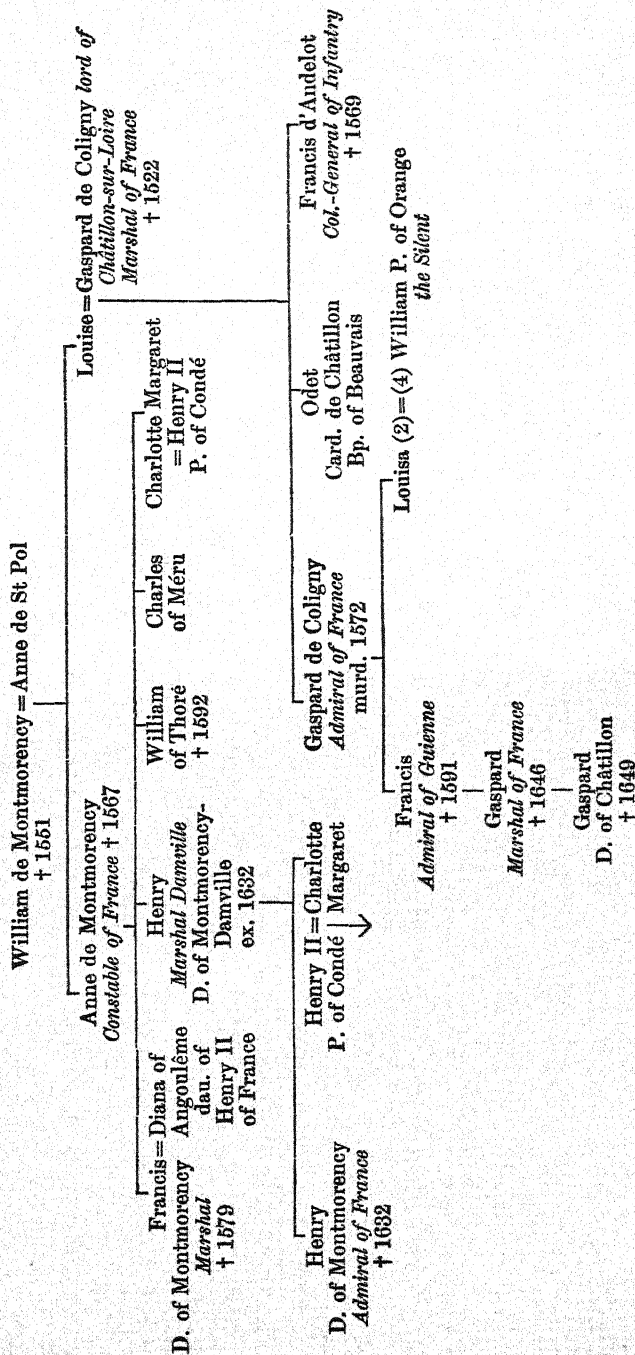 William de Montmorency=Anne de St Pol
† 1551
Anne de Montmorency
Constable of France † 1567
Louise=Gaspard de Coligny lord of
Châtillon-sur-Loire
Marshal of France
† 1522
Francis=Diana of
D. of Montmorency Angoulême
Marshal dau. of
† 1579 Henry II
of France
Henry
Marshal Damville
D. of Montmorency-
Damville
ex. 1632
William
of Thoré
† 1592
Charles
of Méru
Charlotte Margaret
=Henry II
P. of Condé
Gaspard de Coligny
Admiral of France
murd. 1572
Odet
Card. de Châtillon
Bp. of Beauvais
Francis d'Andelot
Col.-General of Infantry
† 1569
Henry
D. of Montmorency
Admiral of France
† 1632
Henry II=Charlotte
P. of Condé Margaret
Francis
Admiral of Guienne
† 1591
Louisa (2)=(4) William P. of Orange
the Silent
Gaspard
Marshal of France
† 1646
Gaspard
D. of Châtillon
† 1649